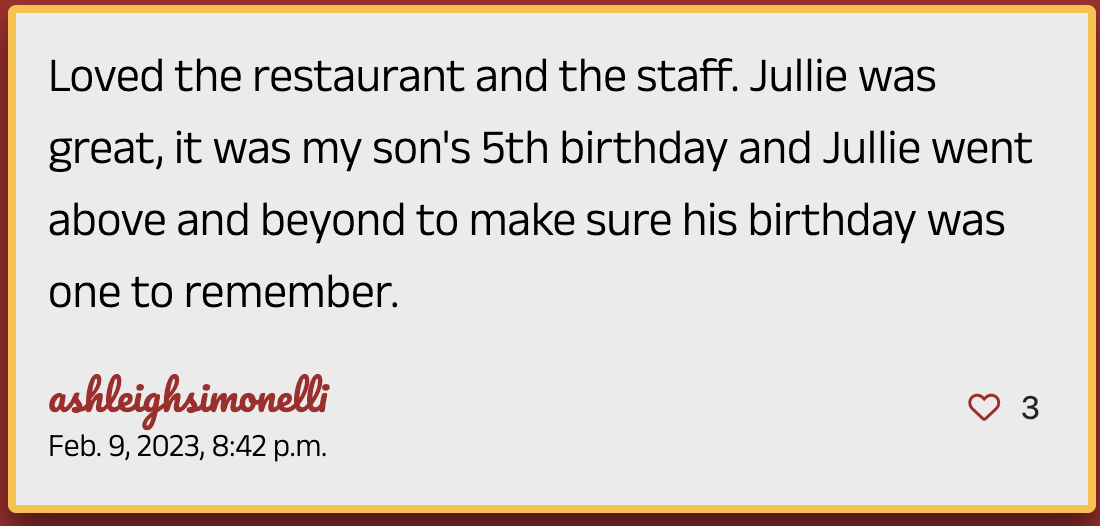 Loved the restaurant and the staff. Jullie was
great, it was my son's 5th birthday and Jullie went
above and beyond to make sure his birthday was
one to remember.
ashleighsimonelli
Feb. 9, 2023, 8:42 p.m.
3